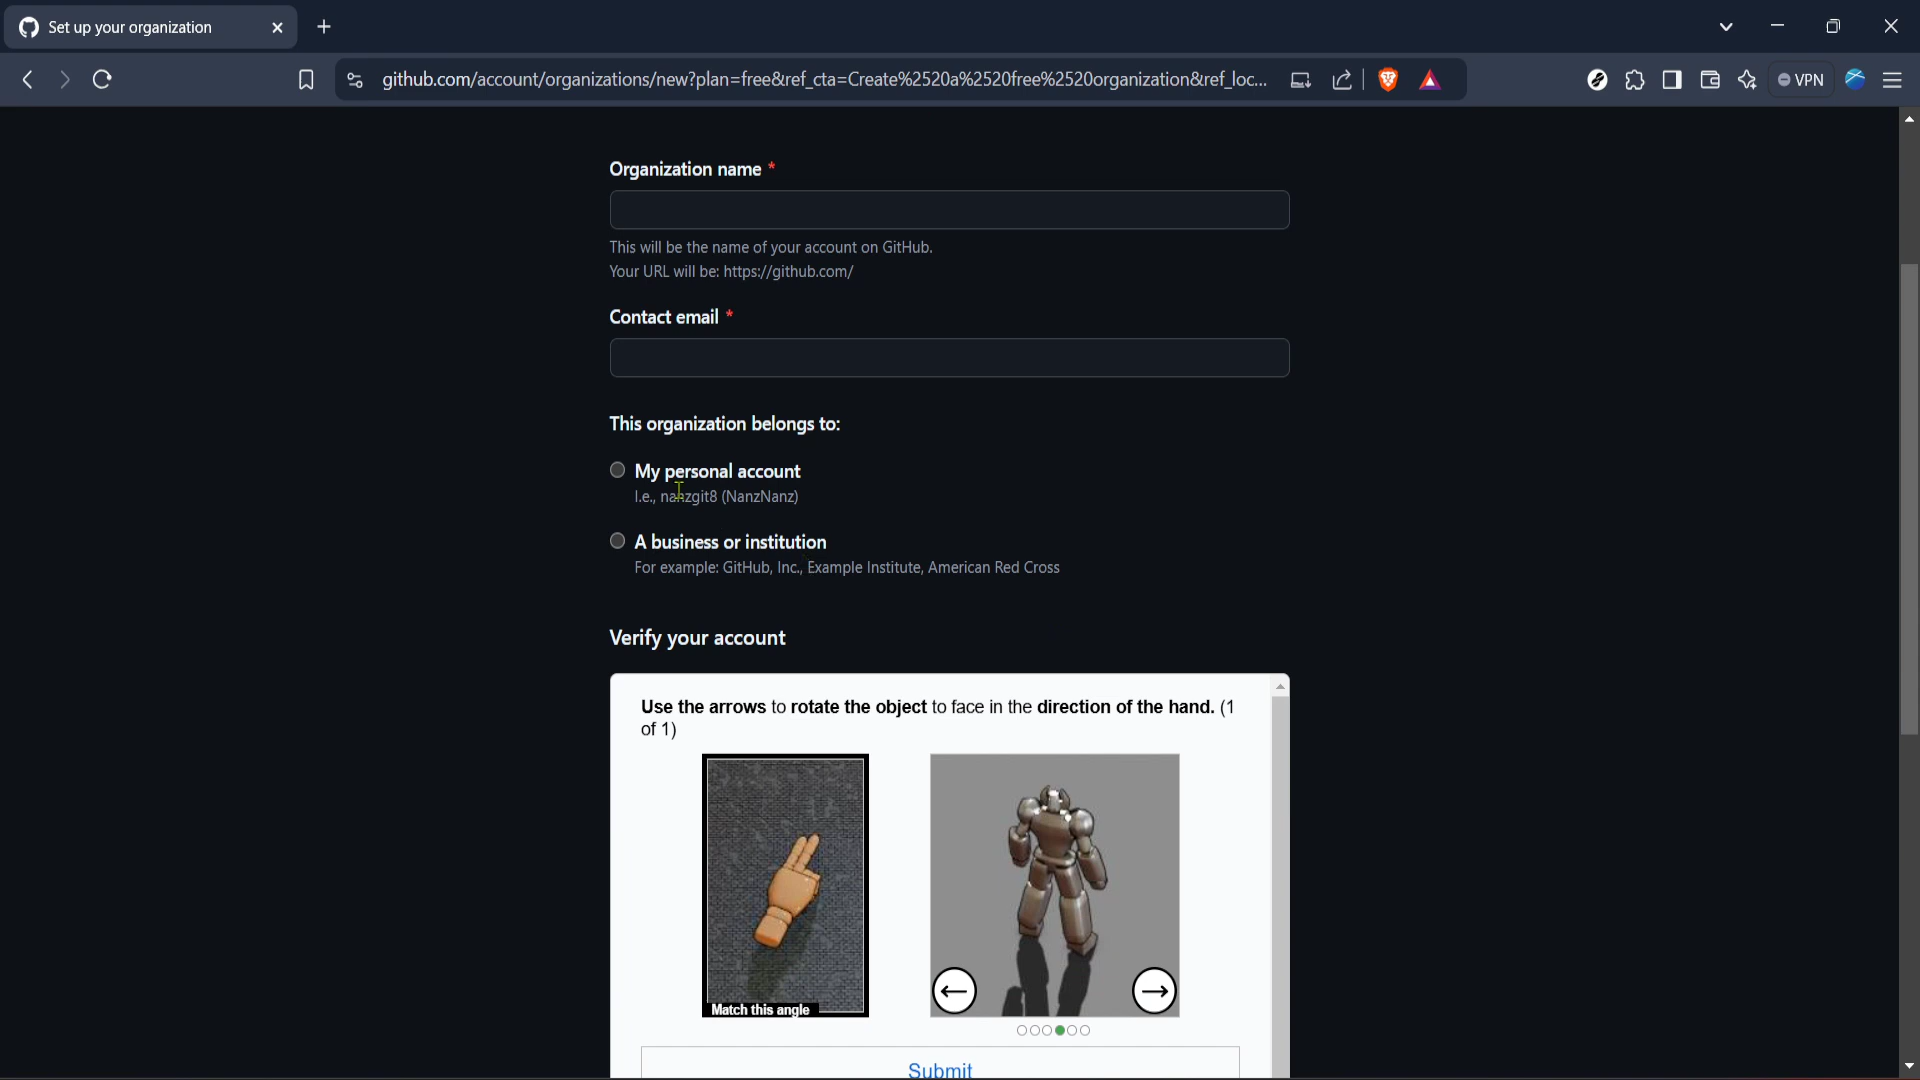 Set up your organization
github.com/account/organizations/new?plan=free&ref_cta=Create%2520a%2520free%2520organization&ref_loc...
VPN
Organization name *
This will be the name of your account on GitHub.
Your URL will be: https://github.com/
Contact email *
This organization belongs to:
My personal account
I.e., nanzgit8 (NanzNanz)
A business or institution
For example: GitHub, Inc., Example Institute, American Red Cross
Verify your account
Use the arrows to rotate the object to face in the direction of the hand. (1
of 1)
Match this angle
Submit